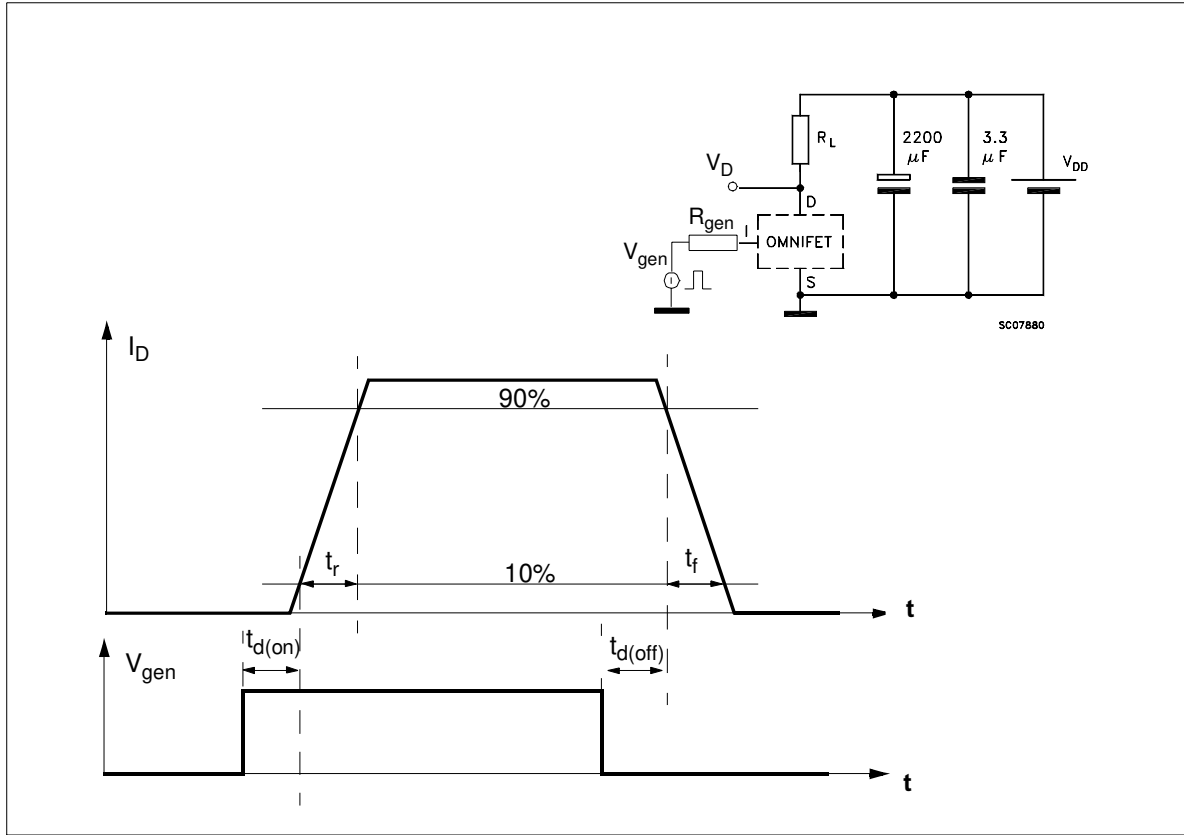 R_L
2200
µF
3.3
µF
V_DD
V_D
D
R_gen
I
OMNIFET
V_gen
S
SC07880
I_D
90%
t_r
10%
t_f
t
t_d(on)
t_d(off)
V_gen
t